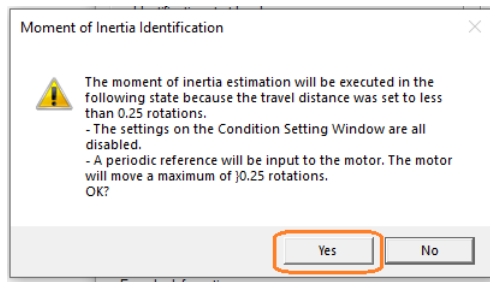 Moment of Inertia Identification
The moment of inertia estimation will be executed in the
following state because the travel distance was set to less
than 0.25 rotations.
- The settings on the Condition Setting Window are all
disabled.
- A periodic reference will be input to the motor. The motor
will move a maximum of }0.25 rotations.
OK?
Yes
No